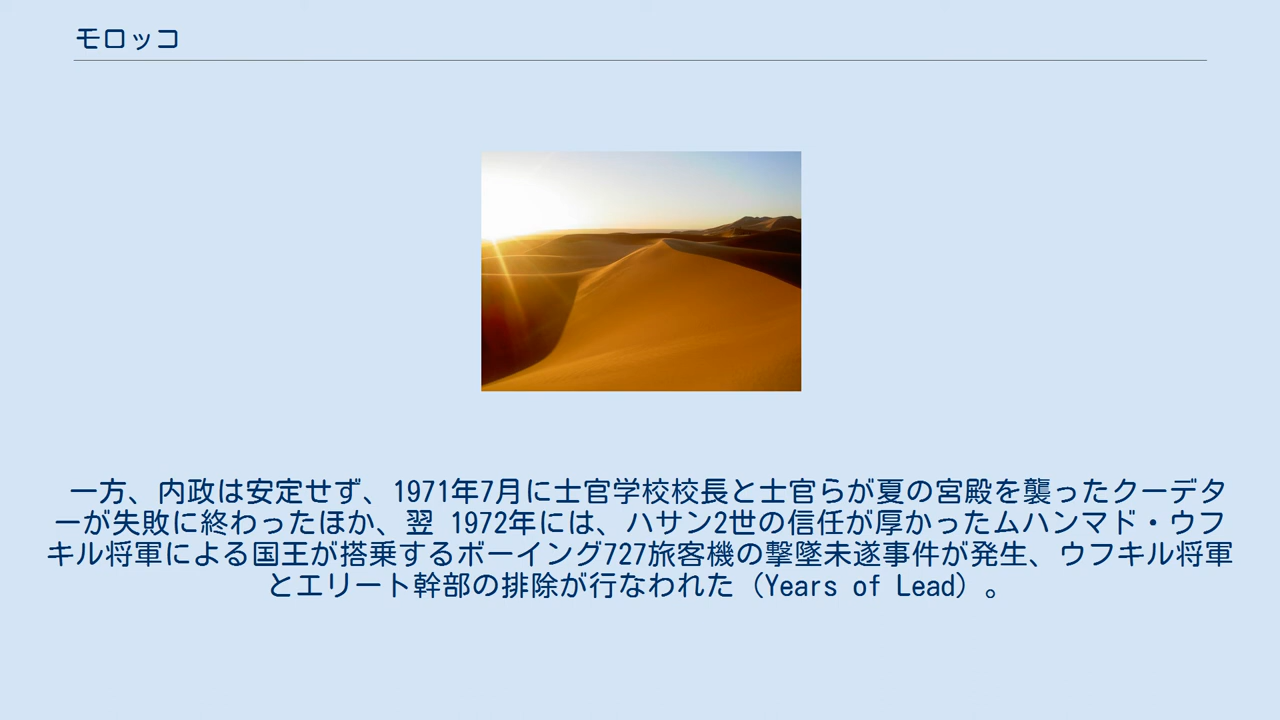 モロッコ
一方、内政は安定せず、1971年7月に士官学校校長と士官らが夏の宮殿を襲ったクーデタ
ーが失敗に終わったほか、翌 1972年には、ハサン2世の信任が厚かったムハンマド・ウフ
キル将軍による国王が搭乗するボーイング727旅客機の撃墜未遂事件が発生、ウフキル将軍
とエリート幹部の排除が行なわれた（Years of Lead）。